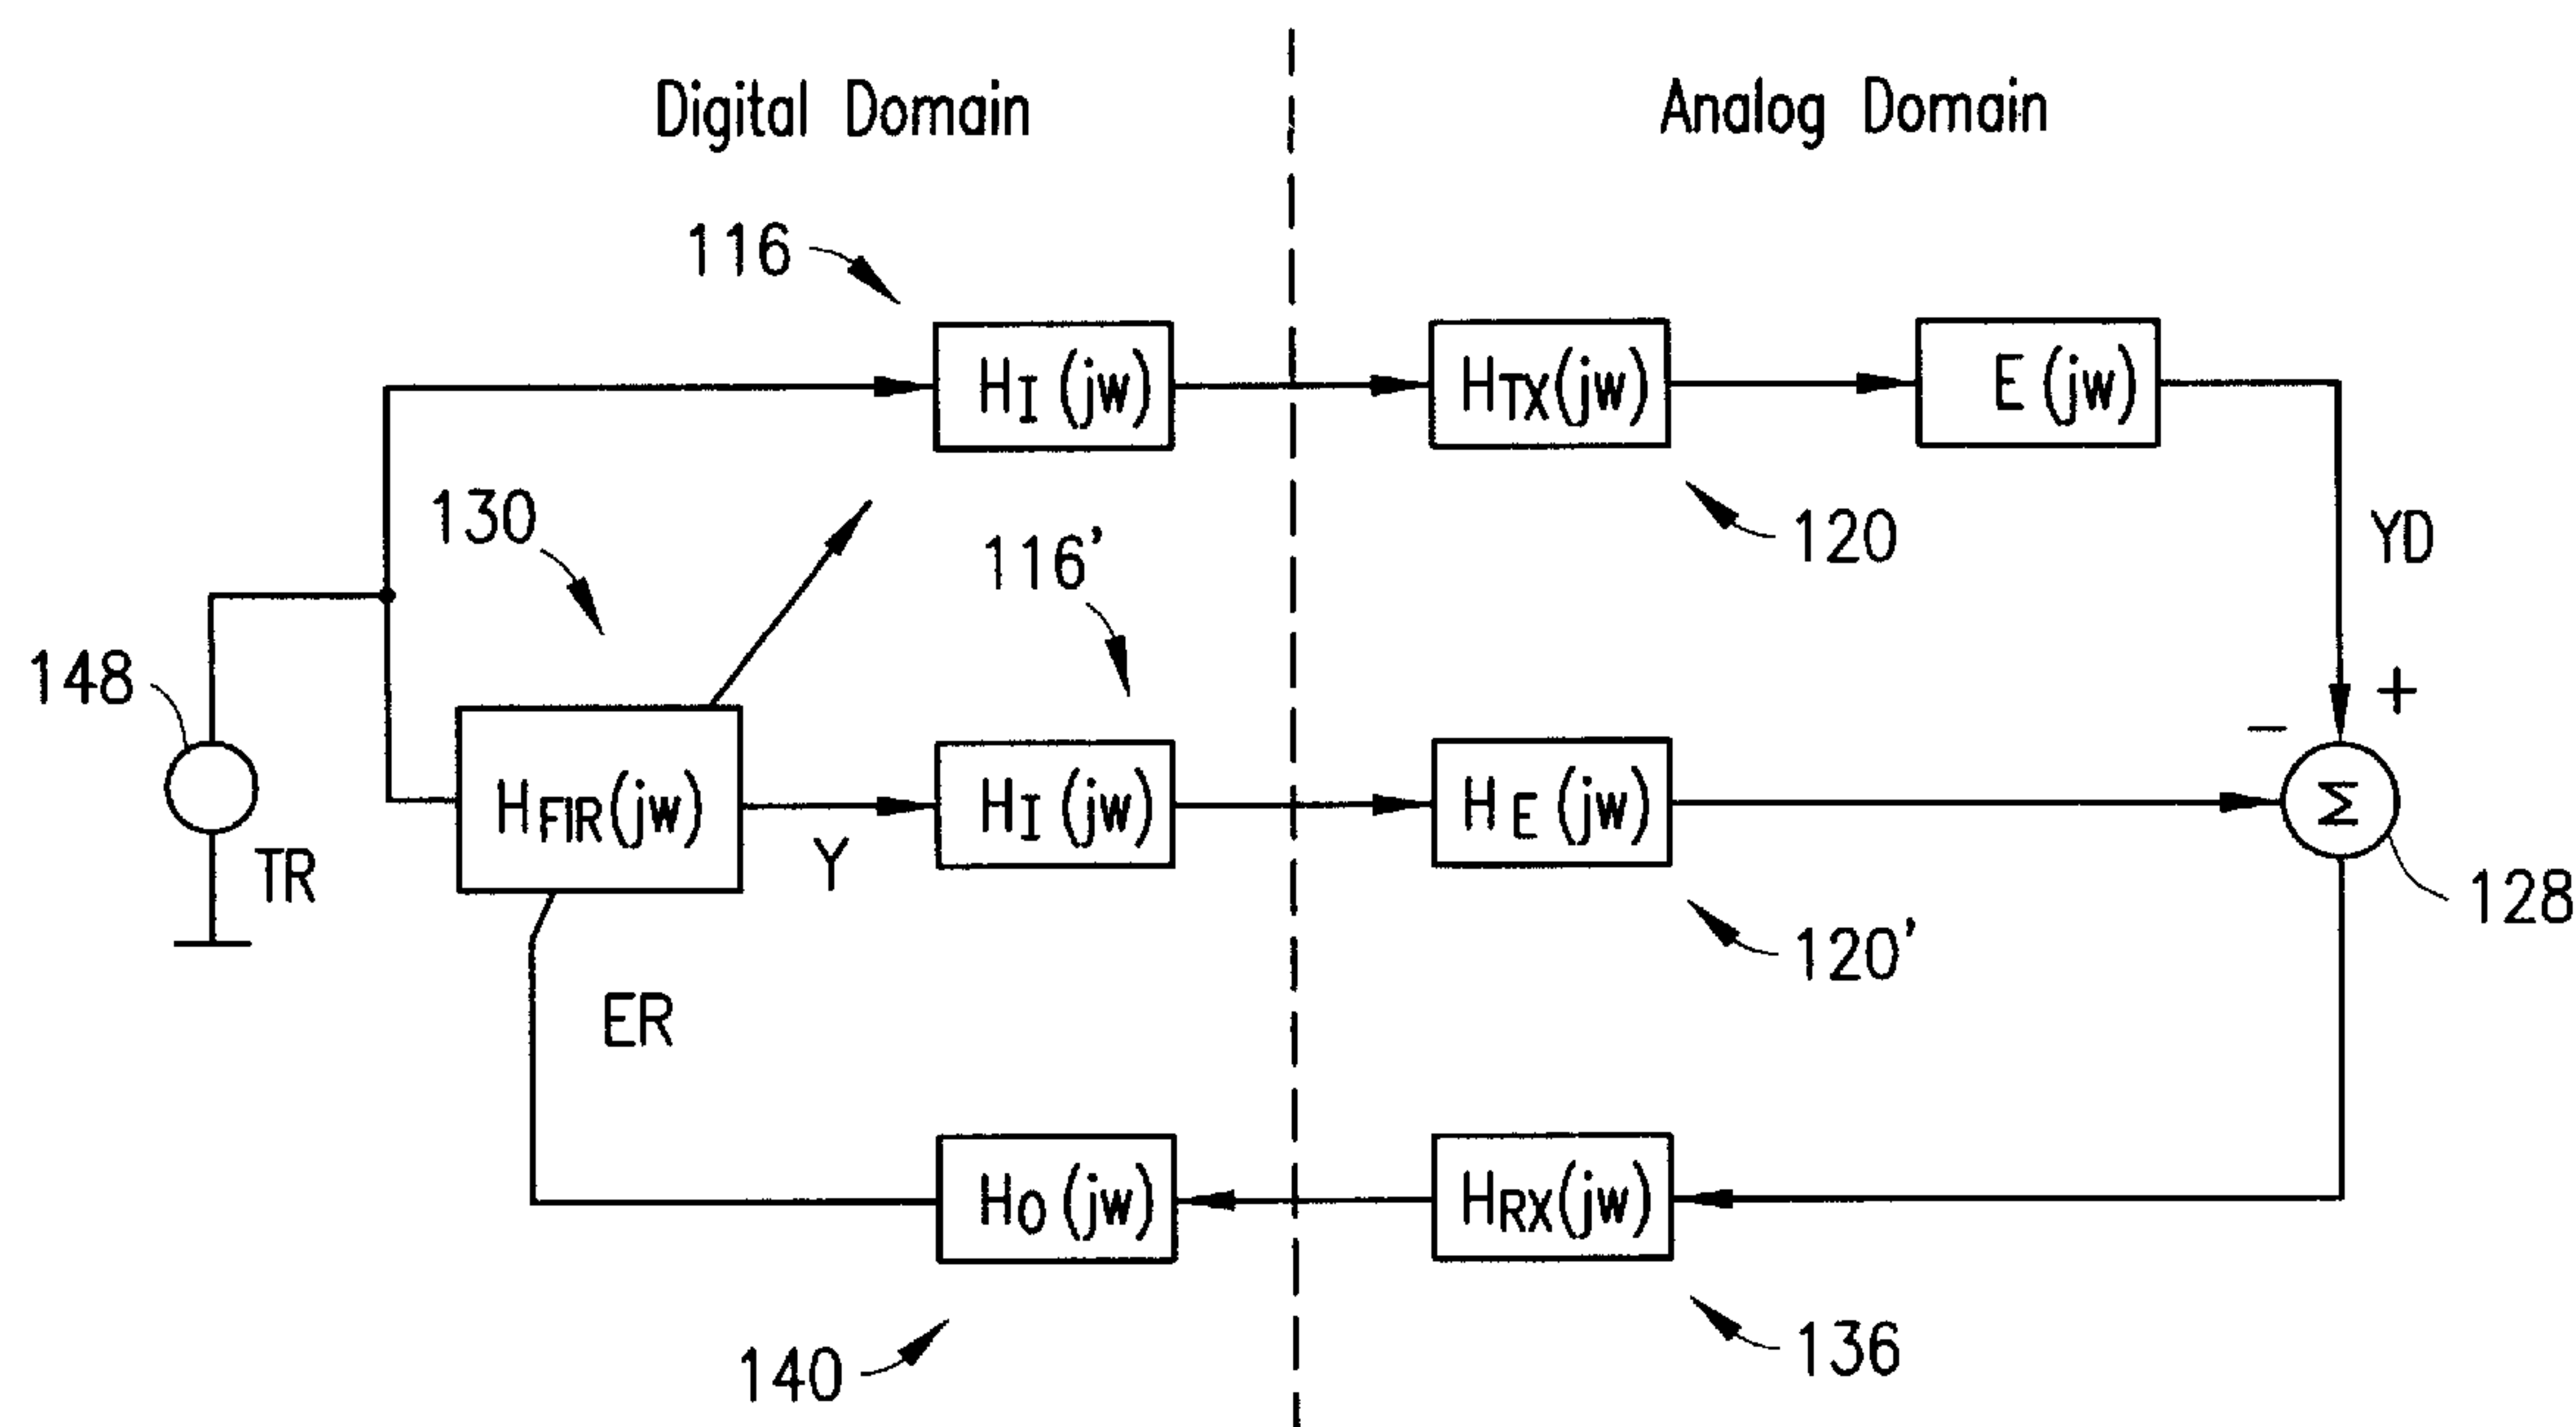 Digital Domain
Analog Domain
116
HI (jw)
HTX(jw)
E (jw)
130
116'
120
YD
148
+
−
HFIR(jw)
HI (jw)
HE (jw)
Σ
TR
Y
128
120'
ER
HO (jw)
HRX(jw)
140
136